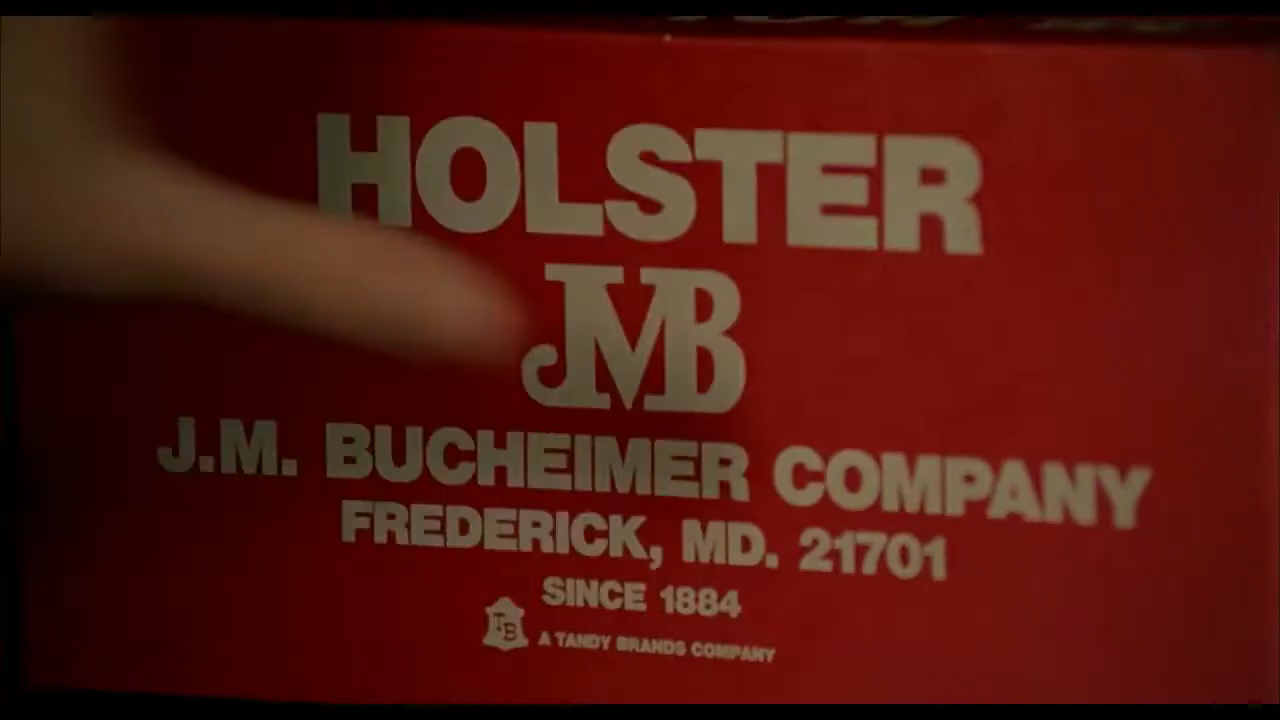 HOLSTER
JMB
J.M. BUCHEIMER COMPANY
FREDERICK, MD. 21701
SINCE 1884
TB
A TANDY BRANDS COMPANY